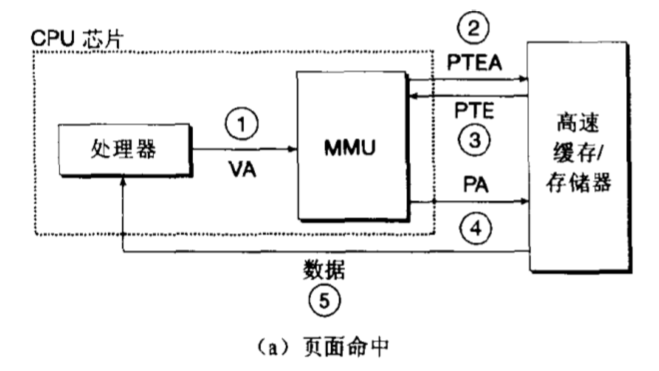 CPU 芯片
②
PTEA
①
处理器
VA
MMU
PTE
③
高速
缓存/
存储器
PA
④
数据
⑤
（a）页面命中